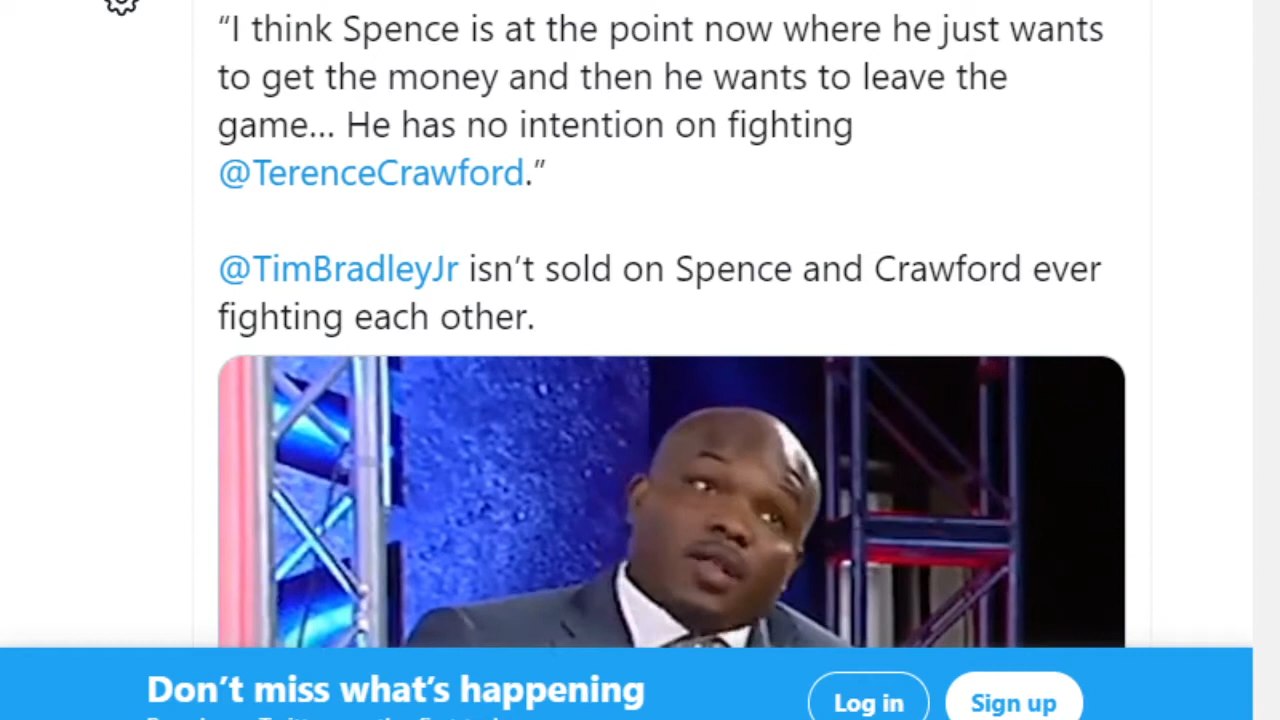 “I think Spence is at the point now where he just wants
to get the money and then he wants to leave the
game... He has no intention on fighting
@TerenceCrawford.”
@TimBradleyJr isn’t sold on Spence and Crawford ever
fighting each other.
Don’t miss what’s happening
Log in
Sign up